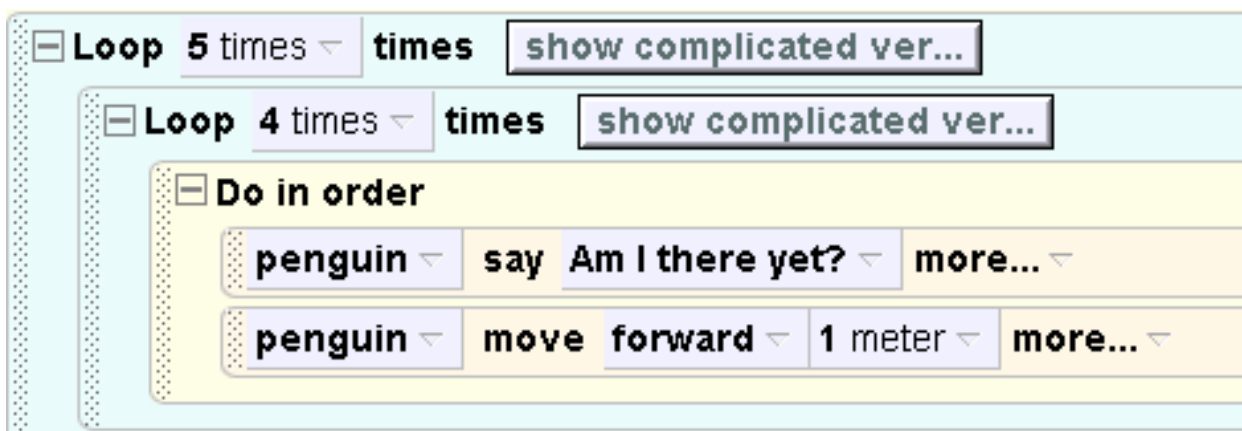 Loop 5 times times show complicated ver...
Loop 4 times times show complicated ver...
Do in order
penguin say Am I there yet? more...
penguin move forward 1 meter more...